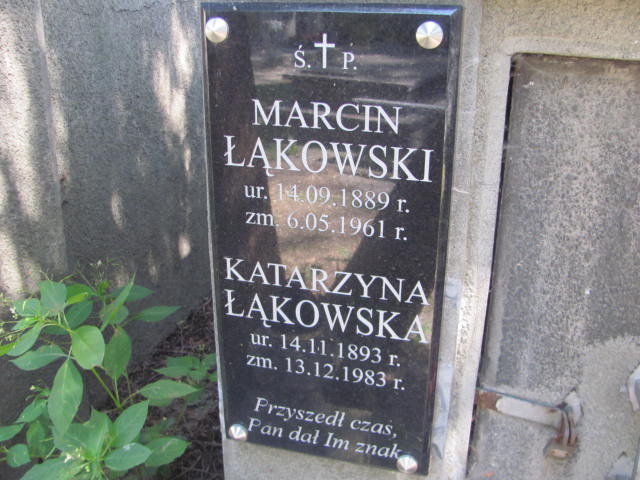 Ś. P.
MARCIN
ŁĄKOWSKI
ur. 14.09.1889 r.
zm. 6.05.1961 r.
KATARZYNA
ŁĄKOWSKA
ur. 14.11.1893 r.
zm. 13.12.1983 r.
Przyszedł czas,
Pan dał Im znak